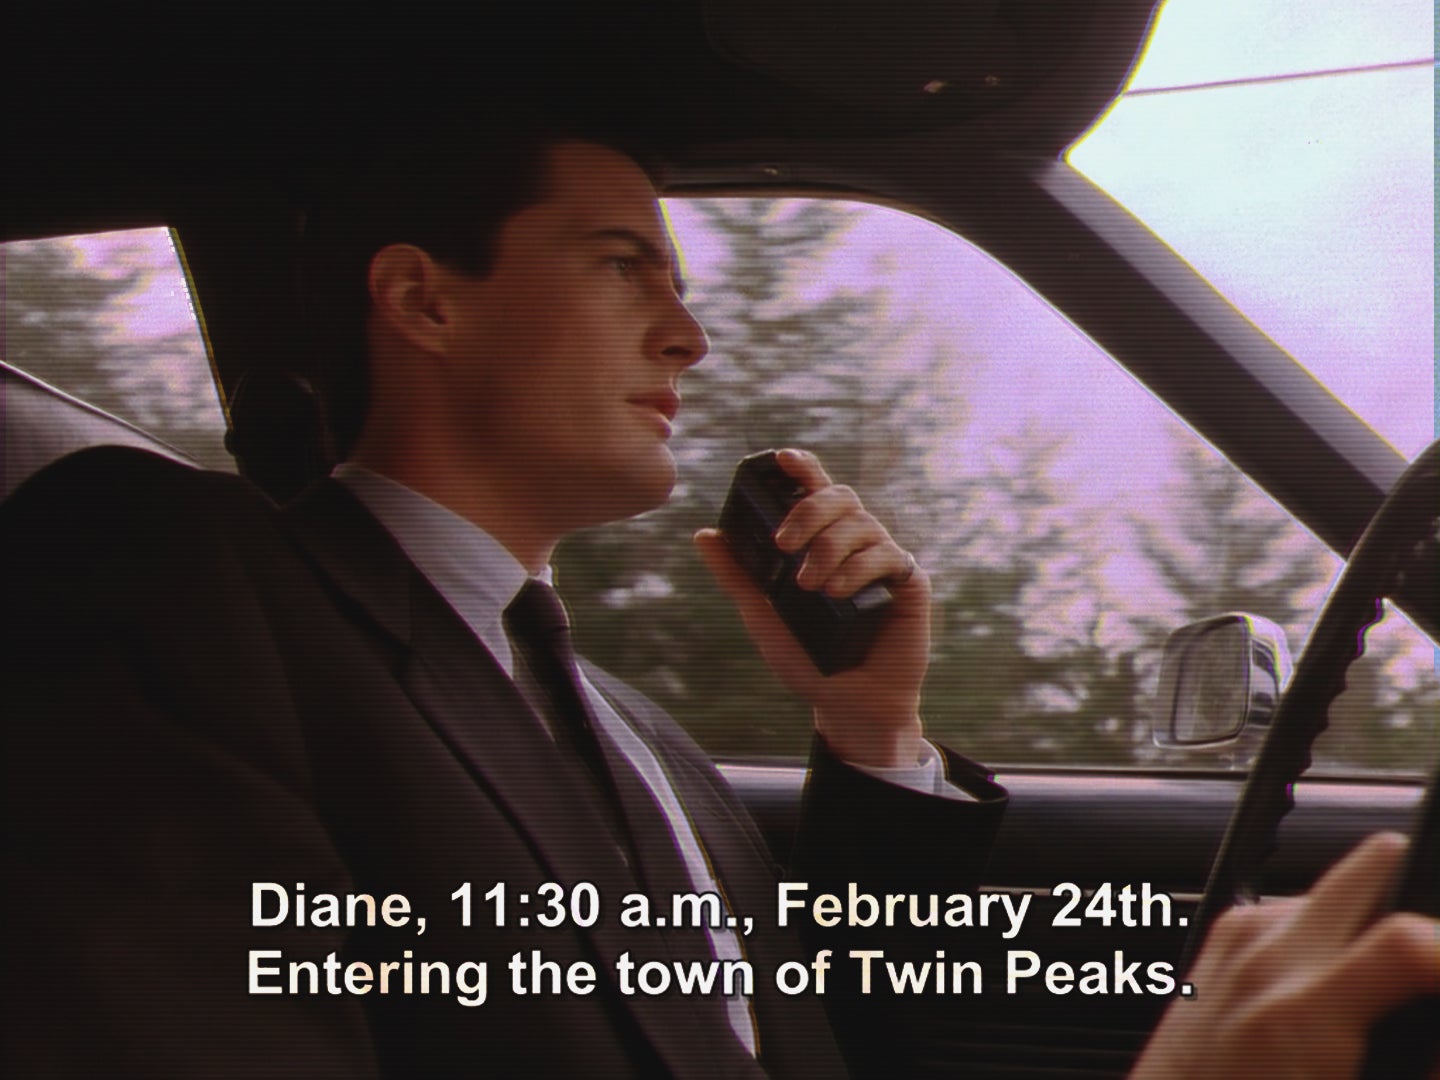 Diane, 11:30 a.m., February 24th.
Entering the town of Twin Peaks.